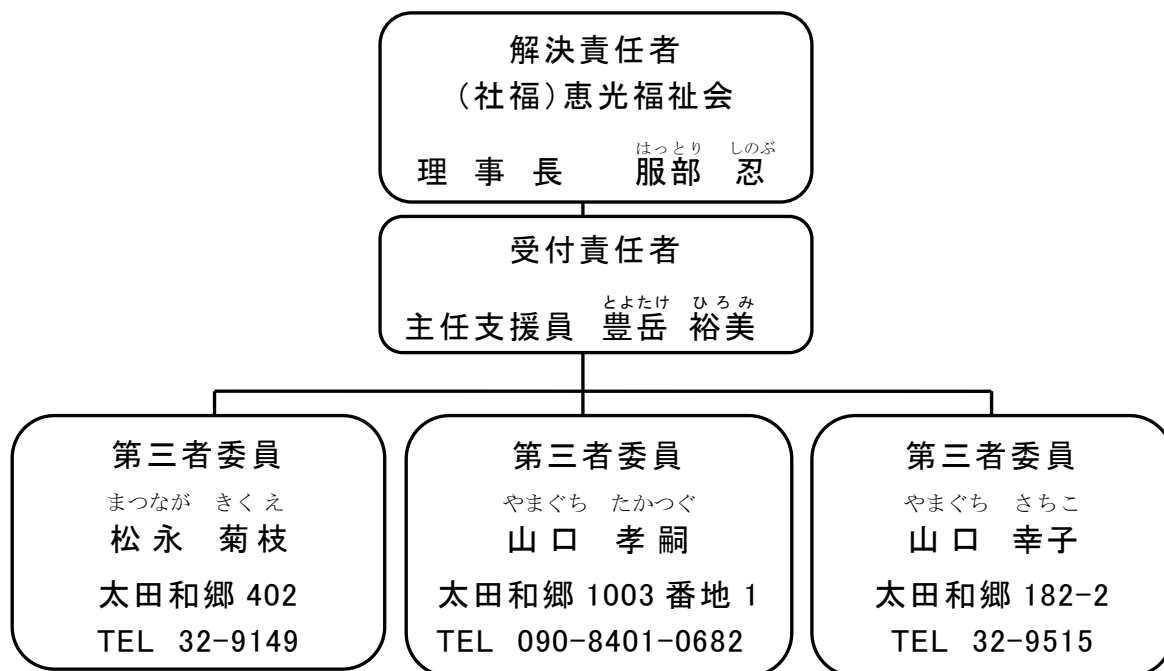 解決責任者
（社福）恵光福祉会
はっとり しのぶ
理事長 服部 忍
受付責任者
とよたけ ひろみ
主任支援員 豊岳 裕美
第三者委員
まつなが きくえ
松永 菊枝
太田和郷 402
TEL 32-9149
第三者委員
やまぐち たかつぐ
山口 孝嗣
太田和郷 1003 番地 1
TEL 090-8401-0682
第三者委員
やまぐち さちこ
山口 幸子
太田和郷 182-2
TEL 32-9515